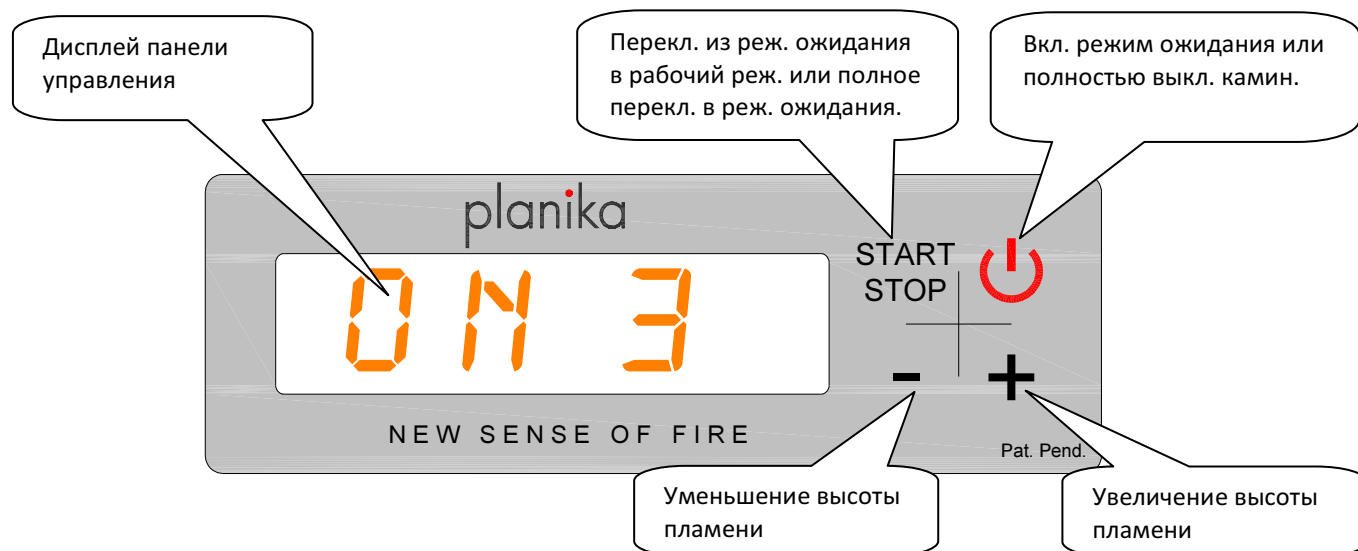 Дисплей панели
управления
Перекл. из реж. ожидания
в рабочий реж. или полное
перекл. в реж. ожидания.
Вкл. режим ожидания или
полностью выкл. камин.
planika
ON 3
START
STOP
-
+
NEW SENSE OF FIRE
Pat. Pend.
Уменьшение высоты
пламени
Увеличение высоты
пламени